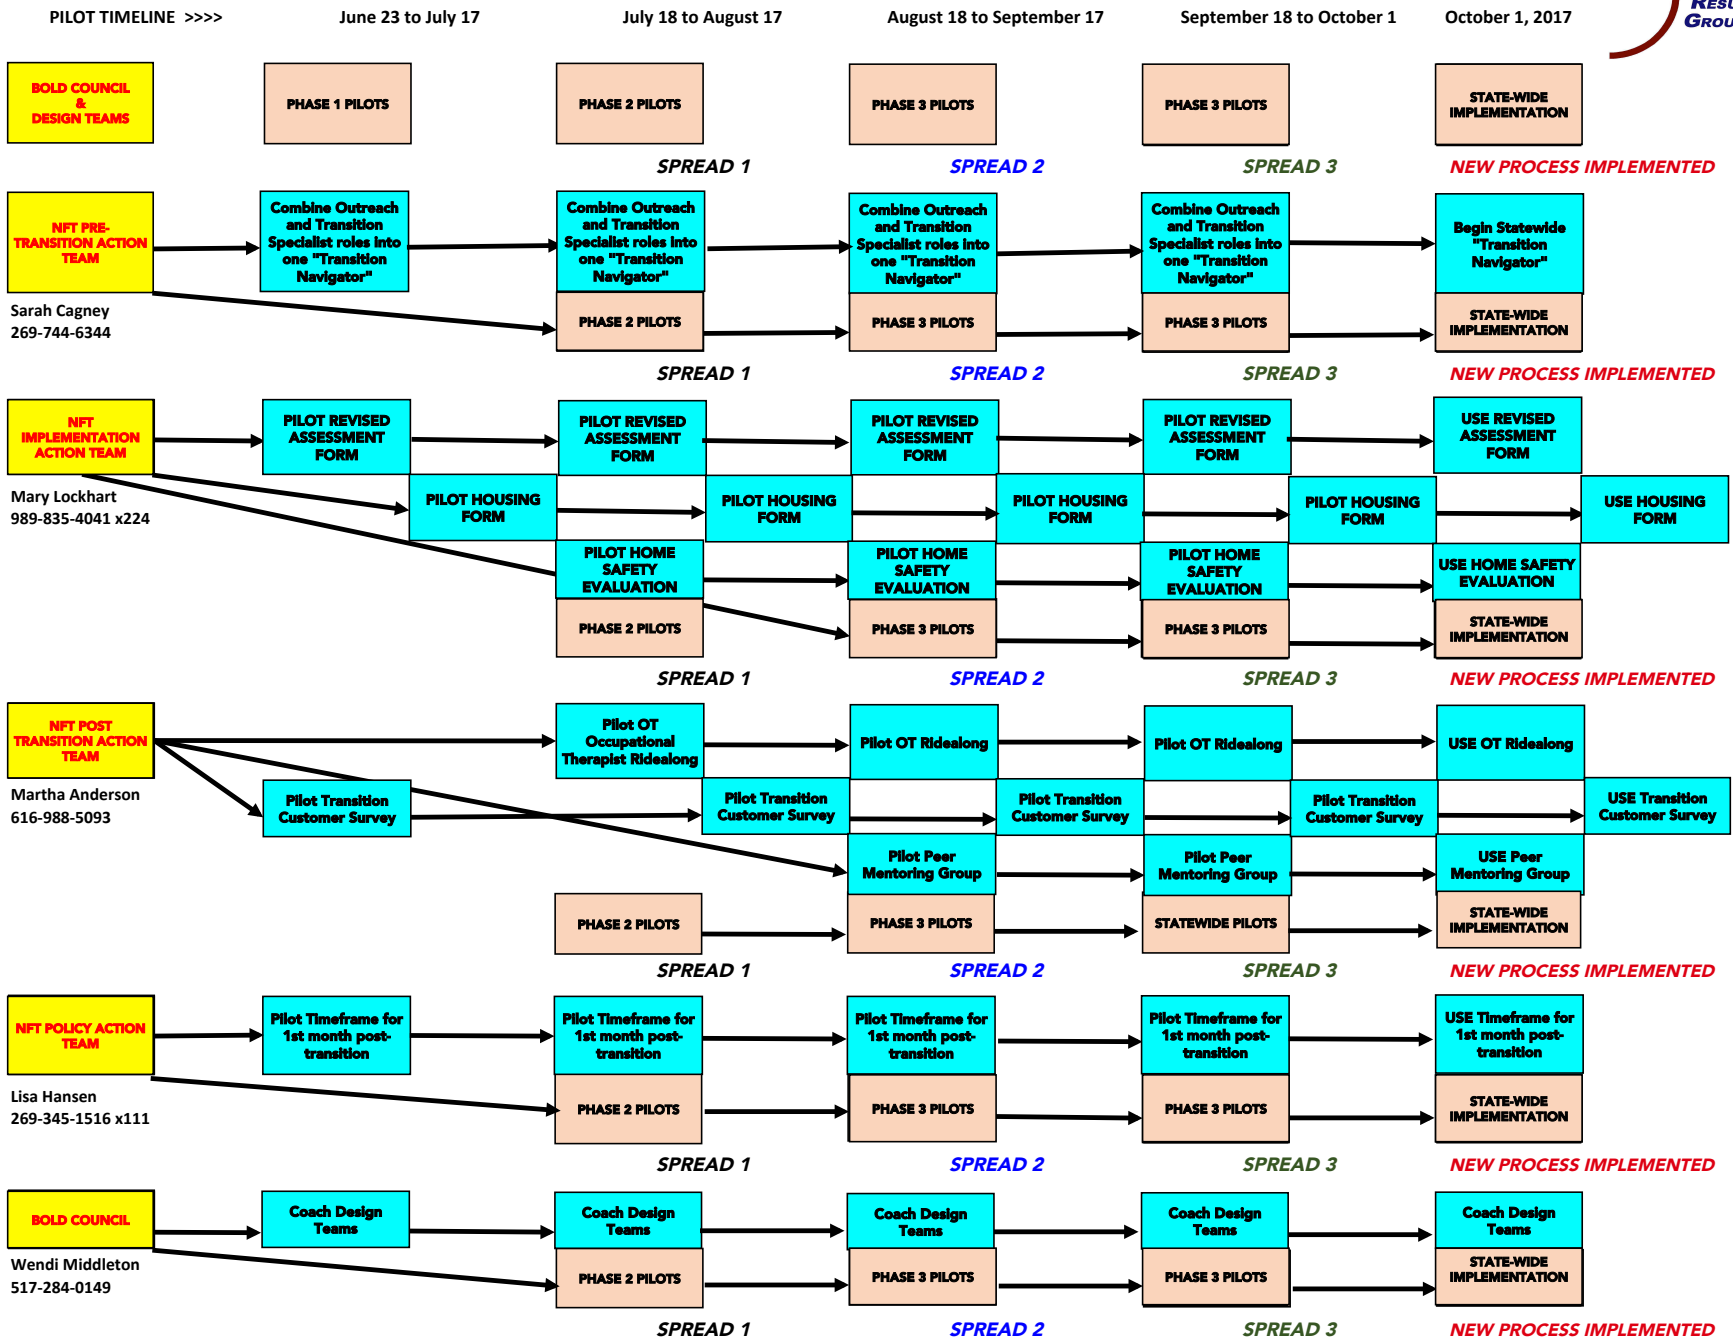 PILOT TIMELINE >>>>
June 23 to July 17
July 18 to August 17
August 18 to September 17
September 18 to October 1
October 1, 2017
BOLD COUNCIL
&
DESIGN TEAMS
PHASE 1 PILOTS
PHASE 2 PILOTS
PHASE 3 PILOTS
PHASE 3 PILOTS
STATE-WIDE
IMPLEMENTATION
SPREAD 1
SPREAD 2
SPREAD 3
NEW PROCESS IMPLEMENTED
NFT PRE-
TRANSITION ACTION
TEAM
Sarah Cagney
269-744-6344
Combine Outreach
and Transition
Specialist roles into
one "Transition
Navigator"
Combine Outreach
and Transition
Specialist roles into
one "Transition
Navigator"
Combine Outreach
and Transition
Specialist roles into
one "Transition
Navigator"
Combine Outreach
and Transition
Specialist roles into
one "Transition
Navigator"
Begin Statewide
"Transition
Navigator"
PHASE 2 PILOTS
PHASE 3 PILOTS
PHASE 3 PILOTS
STATE-WIDE
IMPLEMENTATION
SPREAD 1
SPREAD 2
SPREAD 3
NEW PROCESS IMPLEMENTED
NFT
IMPLEMENTATION
ACTION TEAM
Mary Lockhart
989-835-4041 x224
PILOT REVISED
ASSESSMENT
FORM
PILOT REVISED
ASSESSMENT
FORM
PILOT REVISED
ASSESSMENT
FORM
PILOT REVISED
ASSESSMENT
FORM
USE REVISED
ASSESSMENT
FORM
PILOT HOUSING
FORM
PILOT HOUSING
FORM
PILOT HOUSING
FORM
PILOT HOUSING
FORM
USE HOUSING
FORM
PILOT HOME
SAFETY
EVALUATION
PILOT HOME
SAFETY
EVALUATION
PILOT HOME
SAFETY
EVALUATION
USE HOME SAFETY
EVALUATION
PHASE 2 PILOTS
PHASE 3 PILOTS
PHASE 3 PILOTS
STATE-WIDE
IMPLEMENTATION
SPREAD 1
SPREAD 2
SPREAD 3
NEW PROCESS IMPLEMENTED
NFT POST
TRANSITION ACTION
TEAM
Martha Anderson
616-988-5093
Pilot OT
Occupational
Therapist Ridealong
Pilot OT Ridealong
Pilot OT Ridealong
USE OT Ridealong
Pilot Transition
Customer Survey
Pilot Transition
Customer Survey
Pilot Transition
Customer Survey
Pilot Transition
Customer Survey
USE Transition
Customer Survey
Pilot Peer
Mentoring Group
Pilot Peer
Mentoring Group
USE Peer
Mentoring Group
PHASE 2 PILOTS
PHASE 3 PILOTS
STATEWIDE PILOTS
STATE-WIDE
IMPLEMENTATION
SPREAD 1
SPREAD 2
SPREAD 3
NEW PROCESS IMPLEMENTED
NFT POLICY ACTION
TEAM
Lisa Hansen
269-345-1516 x111
Pilot Timeframe for
1st month post-
transition
Pilot Timeframe for
1st month post-
transition
Pilot Timeframe for
1st month post-
transition
Pilot Timeframe for
1st month post-
transition
USE Timeframe for
1st month post-
transition
PHASE 2 PILOTS
PHASE 3 PILOTS
PHASE 3 PILOTS
STATE-WIDE
IMPLEMENTATION
SPREAD 1
SPREAD 2
SPREAD 3
NEW PROCESS IMPLEMENTED
BOLD COUNCIL
Wendi Middleton
517-284-0149
Coach Design
Teams
Coach Design
Teams
Coach Design
Teams
Coach Design
Teams
Coach Design
Teams
PHASE 2 PILOTS
PHASE 3 PILOTS
PHASE 3 PILOTS
STATE-WIDE
IMPLEMENTATION
SPREAD 1
SPREAD 2
SPREAD 3
NEW PROCESS IMPLEMENTED